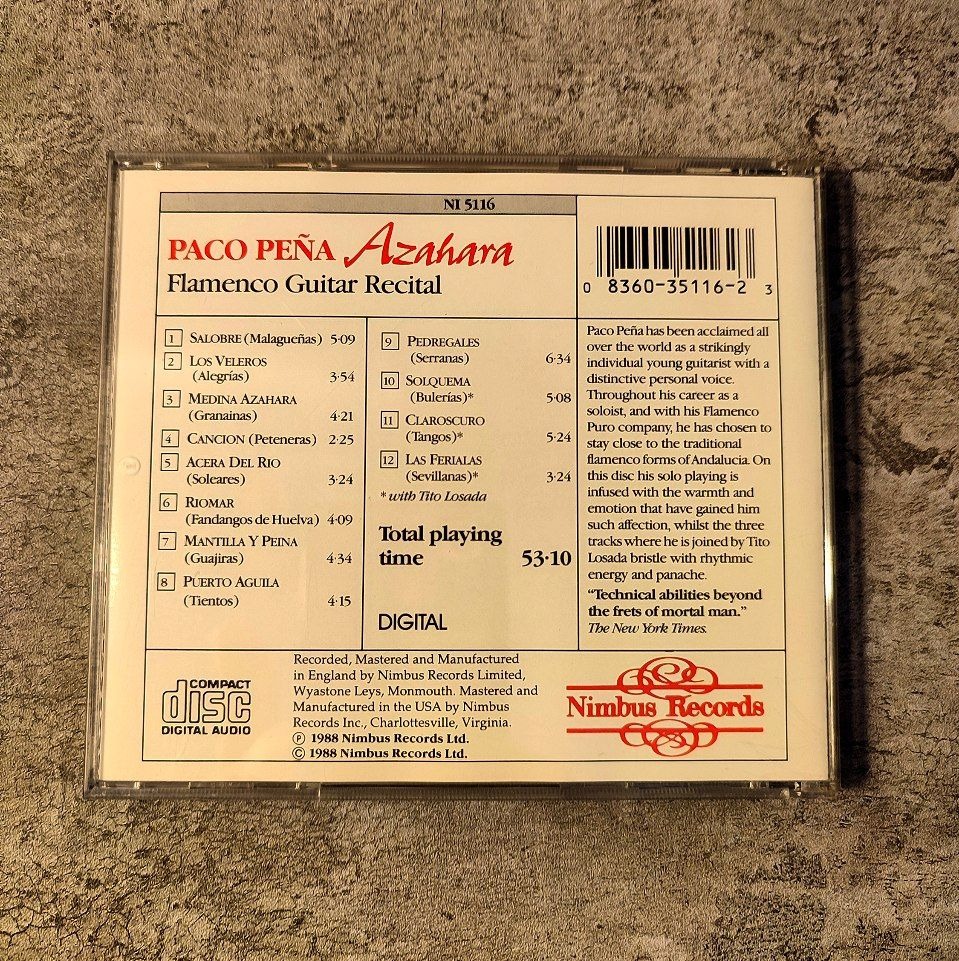 NI 5116
PACO PEÑA Azahara
Flamenco Guitar Recital
0 8360-35116-2 3
1 SALOBRE (Malagueñas) 5·09
2 LOS VELEROS
(Alegrías) 3·54
3 MEDINA AZAHARA
(Granainas) 4·21
4 CANCION (Peteneras) 2·25
5 ACERA DEL RIO
(Soleares) 3·24
6 RIOMAR
(Fandangos de Huelva) 4·09
7 MANTILLA Y PEINA
(Guajiras) 4·34
8 PUERTO AGUILA
(Tientos) 4·15
9 PEDREGALES
(Serranas) 6·34
10 SOLQUEMA
(Bulerías)* 5·08
11 CLAROSCURO
(Tangos)* 5·24
12 LAS FERIALAS
(Sevillanas)* 3·24
* with Tito Losada
Total playing
time 53·10
DIGITAL
Paco Peña has been acclaimed all
over the world as a strikingly
individual young guitarist with a
distinctive personal voice.
Throughout his career as a
soloist, and with his Flamenco
Puro company, he has chosen to
stay close to the traditional
flamenco forms of Andalucia. On
this disc his solo playing is
infused with the warmth and
emotion that have gained him
such affection, whilst the three
tracks where he is joined by Tito
Losada bristle with rhythmic
energy and panache.
“Technical abilities beyond
the frets of mortal man.”
The New York Times.
COMPACT
disc
DIGITAL AUDIO
Recorded, Mastered and Manufactured
in England by Nimbus Records Limited,
Wyastone Leys, Monmouth. Mastered and
Manufactured in the USA by Nimbus
Records Inc., Charlottesville, Virginia.
℗ 1988 Nimbus Records Ltd.
© 1988 Nimbus Records Ltd.
Nimbus Records